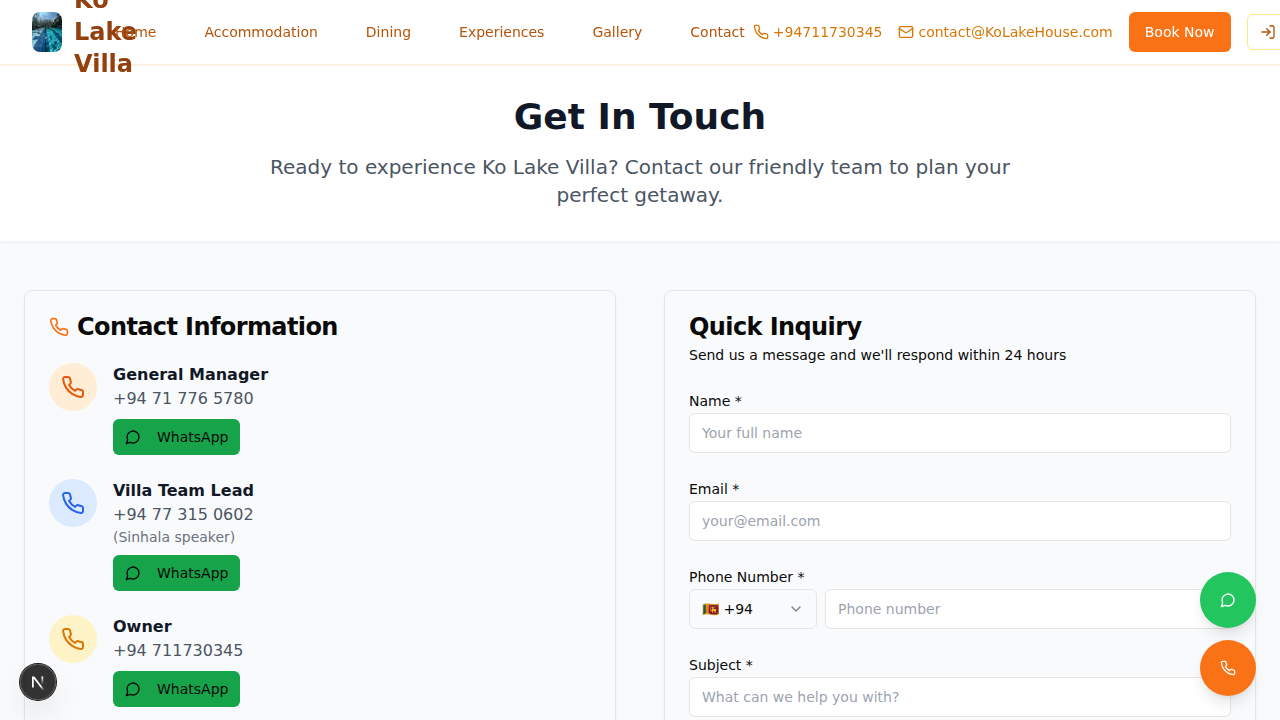 Ko
Lake
Villa
Home
Accommodation
Dining
Experiences
Gallery
Contact
+94711730345
contact@KoLakeHouse.com
Book Now
Get In Touch
Ready to experience Ko Lake Villa? Contact our friendly team to plan your
perfect getaway.
Contact Information
General Manager
+94 71 776 5780
WhatsApp
Villa Team Lead
+94 77 315 0602
(Sinhala speaker)
WhatsApp
Owner
+94 711730345
WhatsApp
N
Quick Inquiry
Send us a message and we'll respond within 24 hours
Name *
Your full name
Email *
your@email.com
Phone Number *
+94
Phone number
Subject *
What can we help you with?